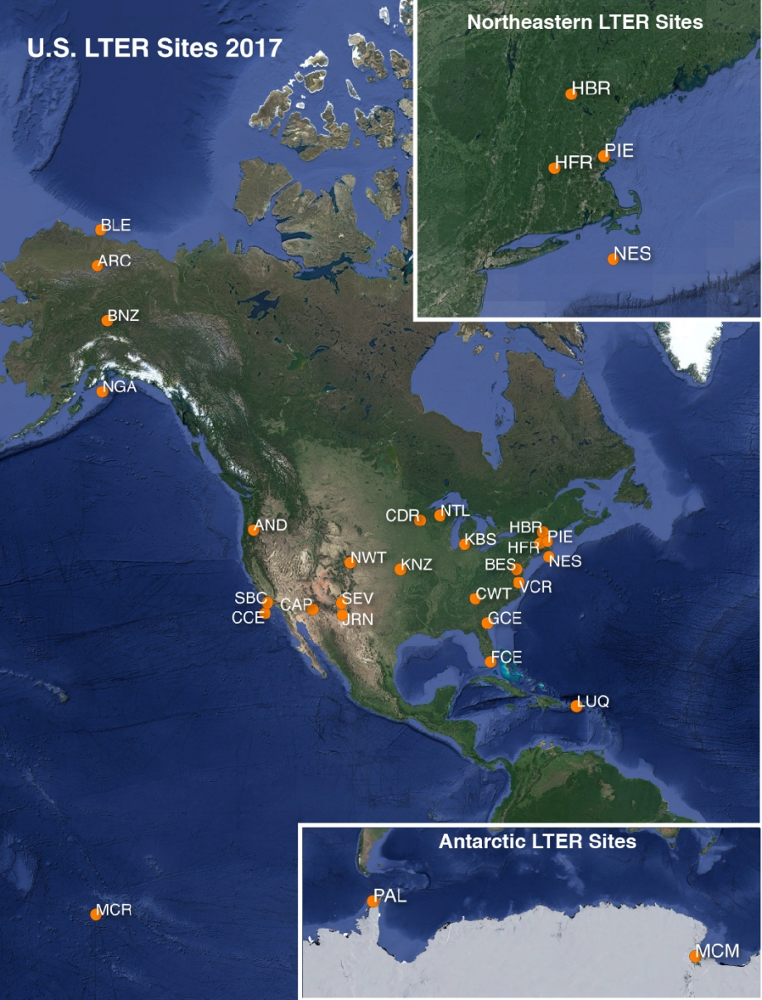 U.S. LTER Sites 2017
Northeastern LTER Sites
HBR
PIE
HFR
NES
BLE
ARC
BNZ
NGA
AND
CDR
NTL
KBS
HBR
PIE
HFR
NES
NWT
KNZ
BES
VCR
SBC
CAP
SEV
CWT
CCE
JRN
GCE
FCE
LUQ
MCR
Antarctic LTER Sites
PAL
MCM